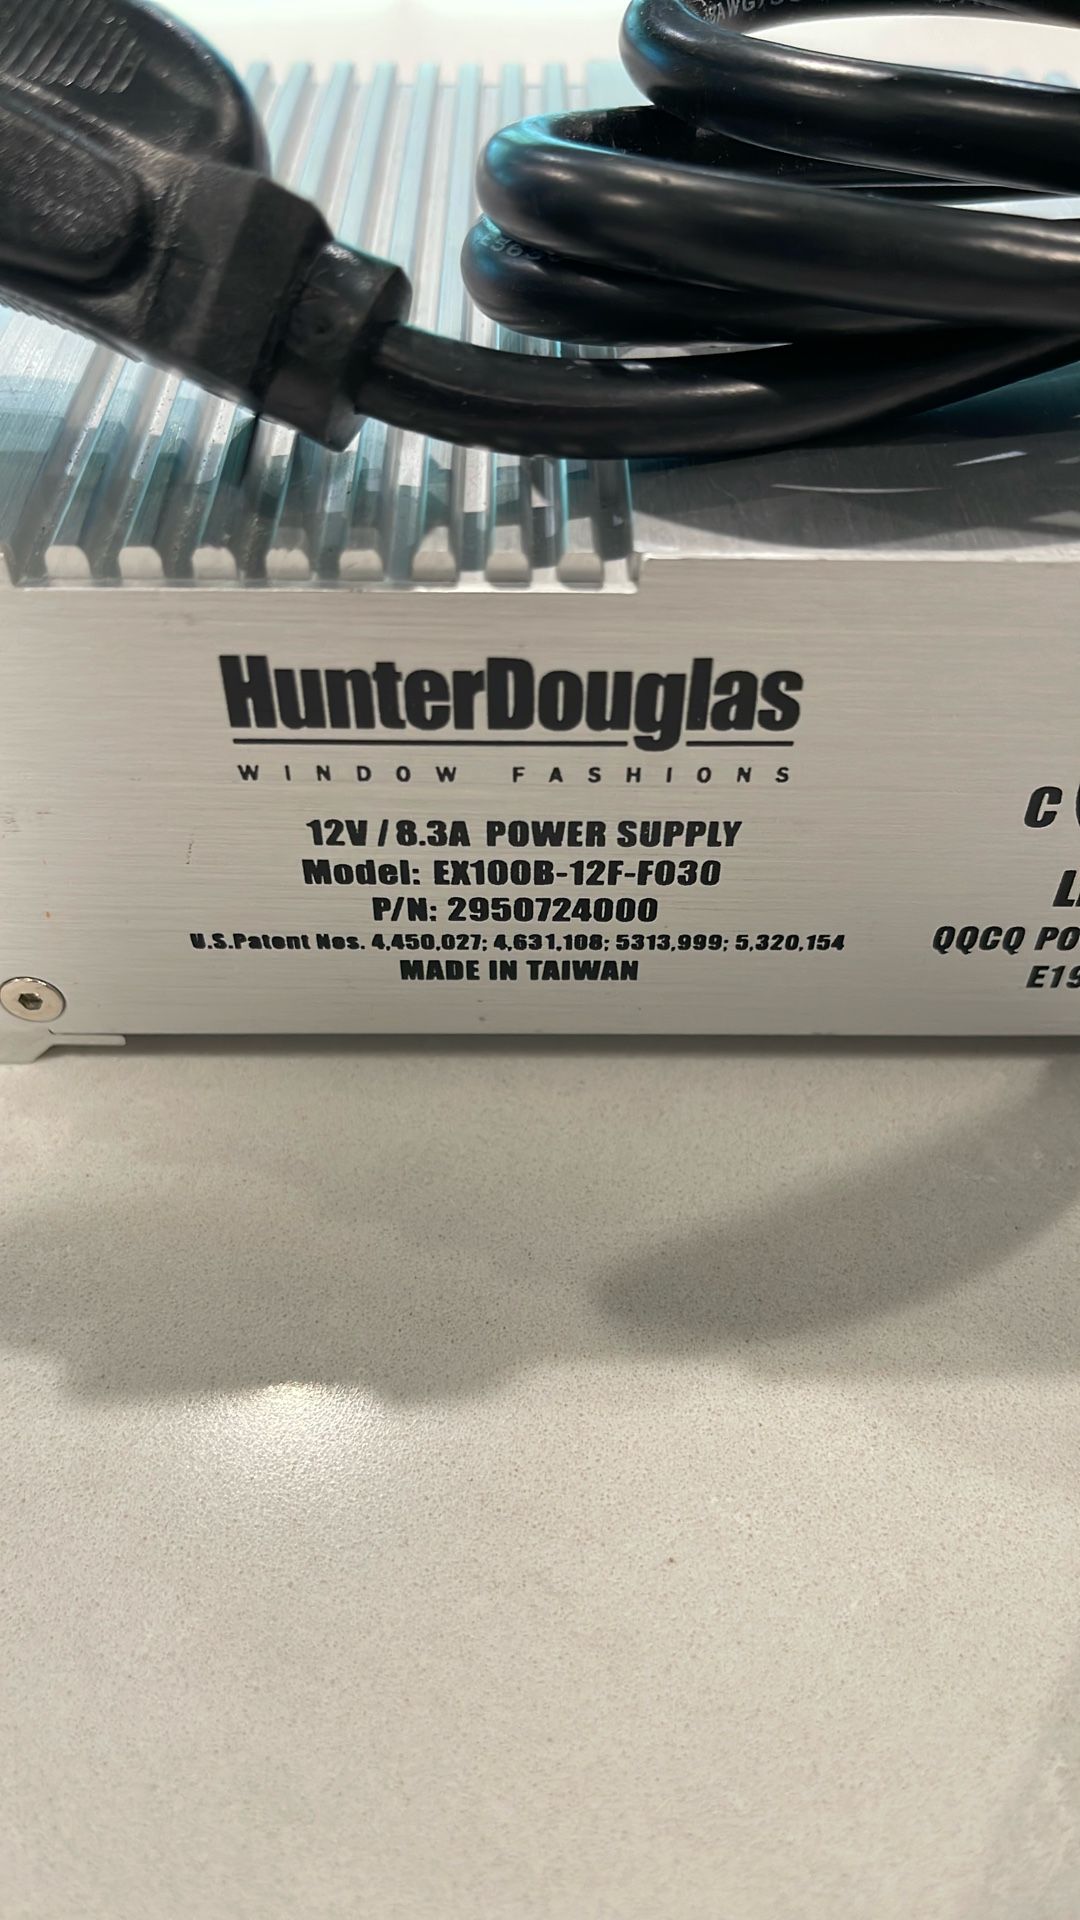 HunterDouglas
WINDOW FASHIONS
12V / 8.3A POWER SUPPLY
Model: EX100B-12F-F030
P/N: 2950724000
U.S.Patent Nos. 4,450,027; 4,631,108; 5313,999; 5,320,154
MADE IN TAIWAN
C
QQCQ